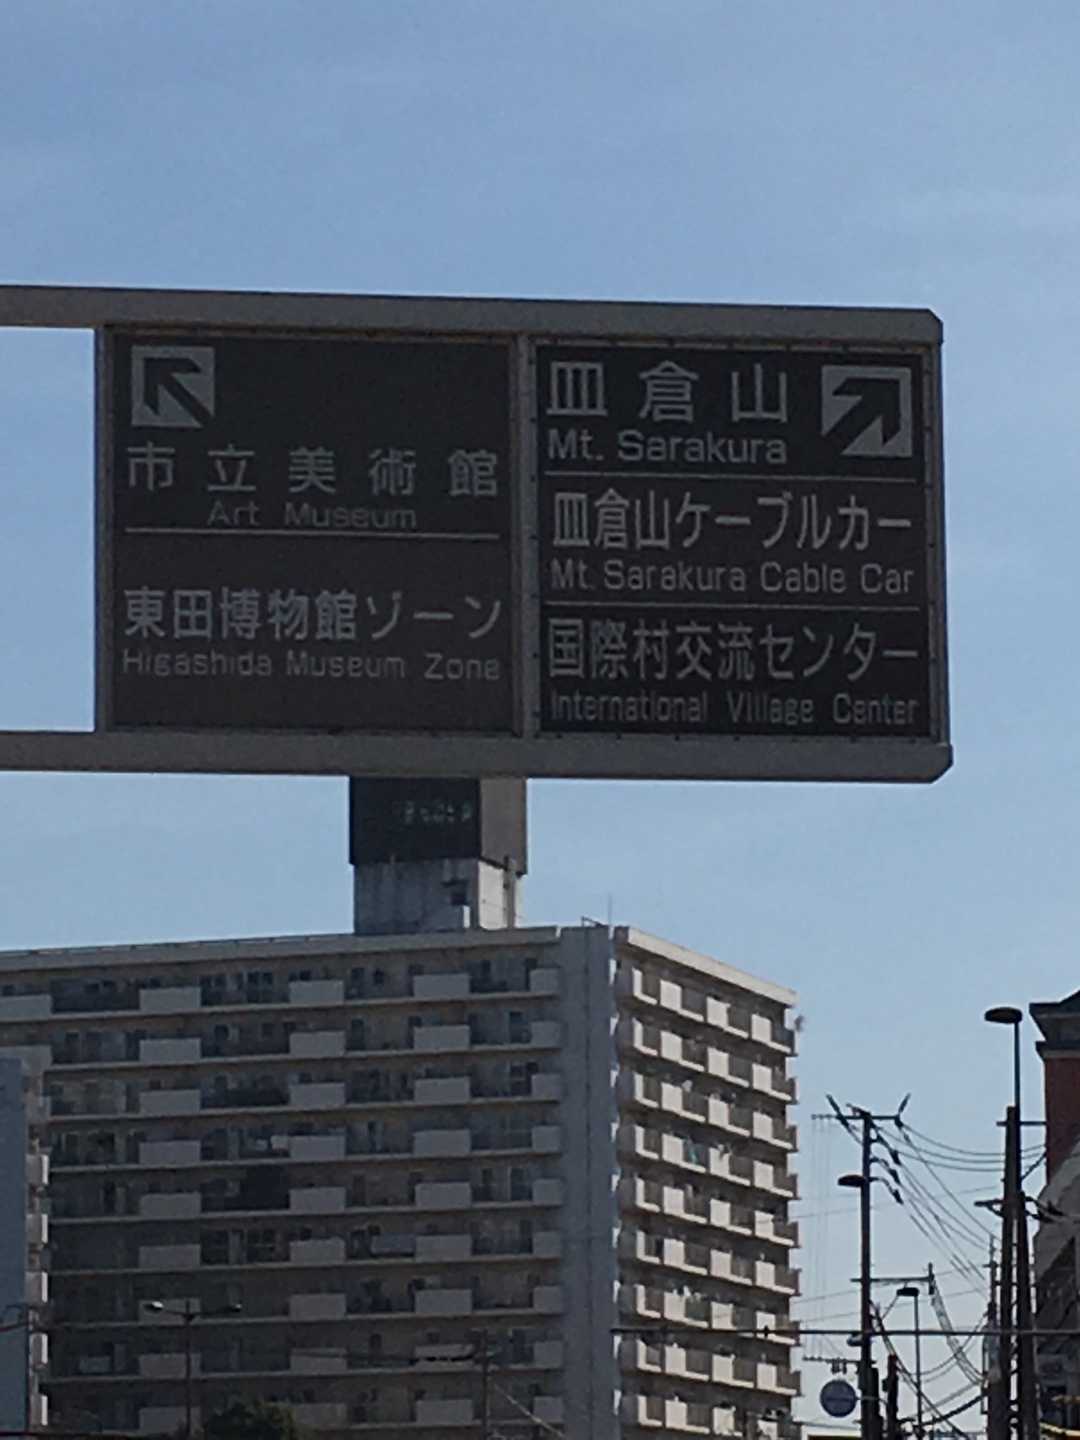 市立美術館
Art Museum
東田博物館ゾーン
Higashida Museum Zone
皿倉山
Mt. Sarakura
皿倉山ケーブルカー
Mt. Sarakura Cable Car
国際村交流センター
International Village Center